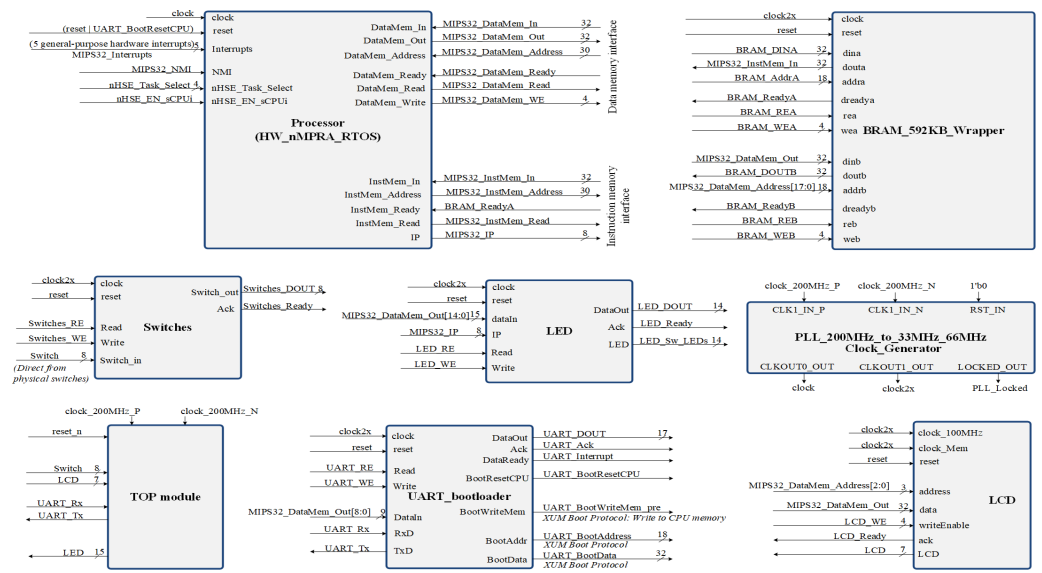 clock
clock
(reset | UART_BootResetCPU)
reset
(5 general-purpose hardware interrupts)
5
Interrupts
MIPS32_Interrupts
MIPS32_NMI
NMI
nHSE_Task_Select 4
nHSE_Task_Select
nHSE_EN_sCPUi
nHSE_EN_sCPUi
Processor
(HW_nMPRA_RTOS)
DataMem_In
MIPS32_DataMem_In
32
DataMem_Out
MIPS32_DataMem_Out
32
DataMem_Address
MIPS32_DataMem_Address
30
DataMem_Ready
MIPS32_DataMem_Ready
DataMem_Read
MIPS32_DataMem_Read
DataMem_Write
MIPS32_DataMem_WE
4
Data memory interface
InstMem_In
MIPS32_InstMem_In
32
InstMem_Address
MIPS32_InstMem_Address
30
InstMem_Ready
BRAM_ReadyA
InstMem_Read
MIPS32_InstMem_Read
IP
MIPS32_IP
8
Instruction memory
interface
clock2x
clock
reset
reset
BRAM_DINA
32
dina
MIPS32_InstMem_In
32
douta
BRAM_AddrA
18
addra
BRAM_ReadyA
dreadya
BRAM_REA
rea
BRAM_WEA
4
wea
BRAM_592KB_Wrapper
MIPS32_DataMem_Out
32
dinb
BRAM_DOUTB
32
doutb
MIPS32_DataMem_Address[17:0] 18
addrb
BRAM_ReadyB
dreadyb
BRAM_REB
reb
BRAM_WEB
4
web
clock2x
clock
reset
reset
Switch_out
Switches_DOUT 8
Ack
Switches_Ready
Switches
Switches_RE
Read
Switches_WE
Write
Switch
8
Switch_in
(Direct from
physical switches)
clock2x
clock
reset
reset
MIPS32_DataMem_Out[14:0] 15
dataIn
MIPS32_IP
8
IP
LED_RE
Read
LED_WE
Write
LED
DataOut
LED_DOUT
14
Ack
LED_Ready
LED
LED_Sw_LEDs 14
clock_200MHz_P
clock_200MHz_N
1'b0
CLK1_IN_P
CLK1_IN_N
RST_IN
PLL_200MHz_to_33MHz_66MHz
Clock_Generator
CLKOUT0_OUT
CLKOUT1_OUT
LOCKED_OUT
clock
clock2x
PLL_Locked
clock_200MHz_P
clock_200MHz_N
reset_n
Switch
8
LCD
7
TOP module
UART_Rx
UART_Tx
LED
15
clock2x
clock
reset
reset
UART_RE
Read
UART_WE
Write
UART_bootloader
MIPS32_DataMem_Out[8:0]
9
DataIn
UART_Rx
RxD
UART_Tx
TxD
DataOut
UART_DOUT
17
Ack
UART_Ack
DataReady
UART_Interrupt
BootResetCPU
UART_BootResetCPU
BootWriteMem
UART_BootWriteMem_pre
XUM Boot Protocol: Write to CPU memory
BootAddr
UART_BootAddress
18
XUM Boot Protocol
BootData
UART_BootData
32
XUM Boot Protocol
clock2x
clock_100MHz
clock2x
clock_Mem
reset
reset
MIPS32_DataMem_Address[2:0]
3
address
MIPS32_DataMem_Out
32
data
LCD_WE
4
writeEnable
LCD_Ready
ack
LCD
7
LCD
LCD